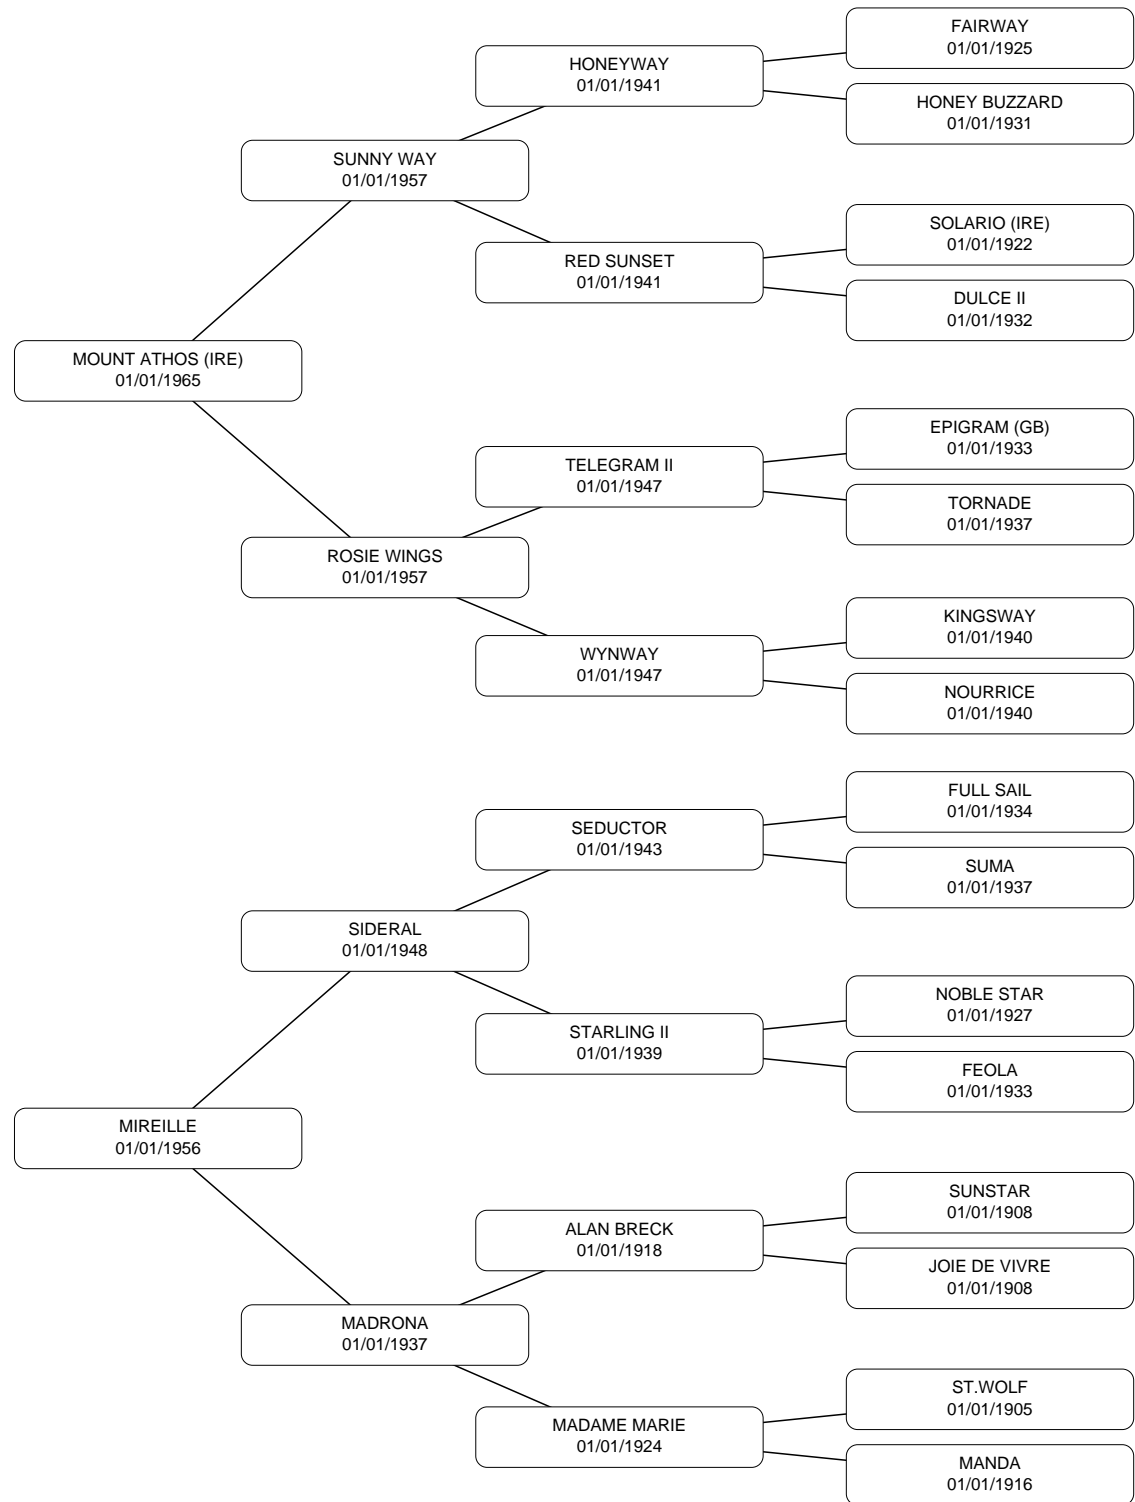 FAIRWAY
01/01/1925
HONEYWAY
01/01/1941
HONEY BUZZARD
01/01/1931
SUNNY WAY
01/01/1957
SOLARIO (IRE)
01/01/1922
RED SUNSET
01/01/1941
DULCE II
01/01/1932
MOUNT ATHOS (IRE)
01/01/1965
EPIGRAM (GB)
01/01/1933
TELEGRAM II
01/01/1947
TORNADE
01/01/1937
ROSIE WINGS
01/01/1957
KINGSWAY
01/01/1940
WYNWAY
01/01/1947
NOURRICE
01/01/1940
FULL SAIL
01/01/1934
SEDUCTOR
01/01/1943
SUMA
01/01/1937
SIDERAL
01/01/1948
NOBLE STAR
01/01/1927
STARLING II
01/01/1939
FEOLA
01/01/1933
MIREILLE
01/01/1956
SUNSTAR
01/01/1908
ALAN BRECK
01/01/1918
JOIE DE VIVRE
01/01/1908
MADRONA
01/01/1937
ST.WOLF
01/01/1905
MADAME MARIE
01/01/1924
MANDA
01/01/1916